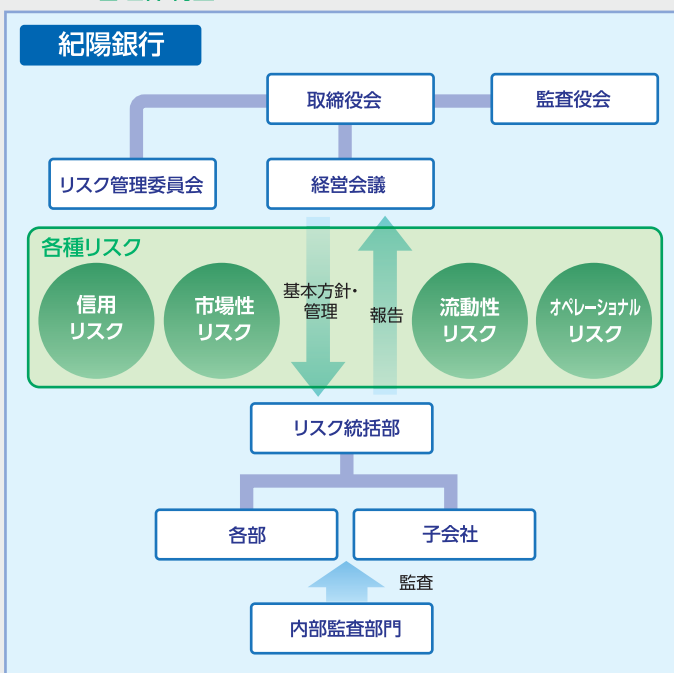 紀陽銀行
取締役会
監査役会
リスク管理委員会
経営会議
各種リスク
信用
リスク
市場性
リスク
基本方針・
管理
報告
流動性
リスク
オペレーショナル
リスク
リスク統括部
各部
子会社
監査
内部監査部門